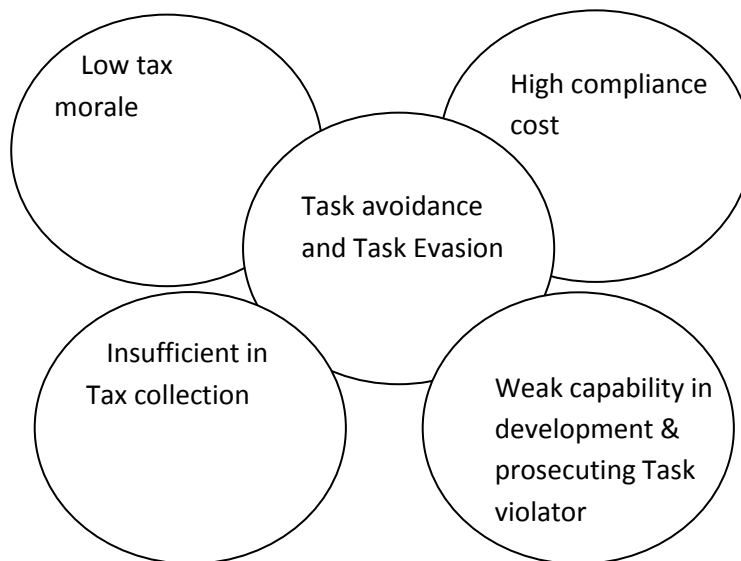 Low tax
morale
High compliance
cost
Task avoidance
and Task Evasion
Insufficient in
Tax collection
Weak capability in
development &
prosecuting Task
violator